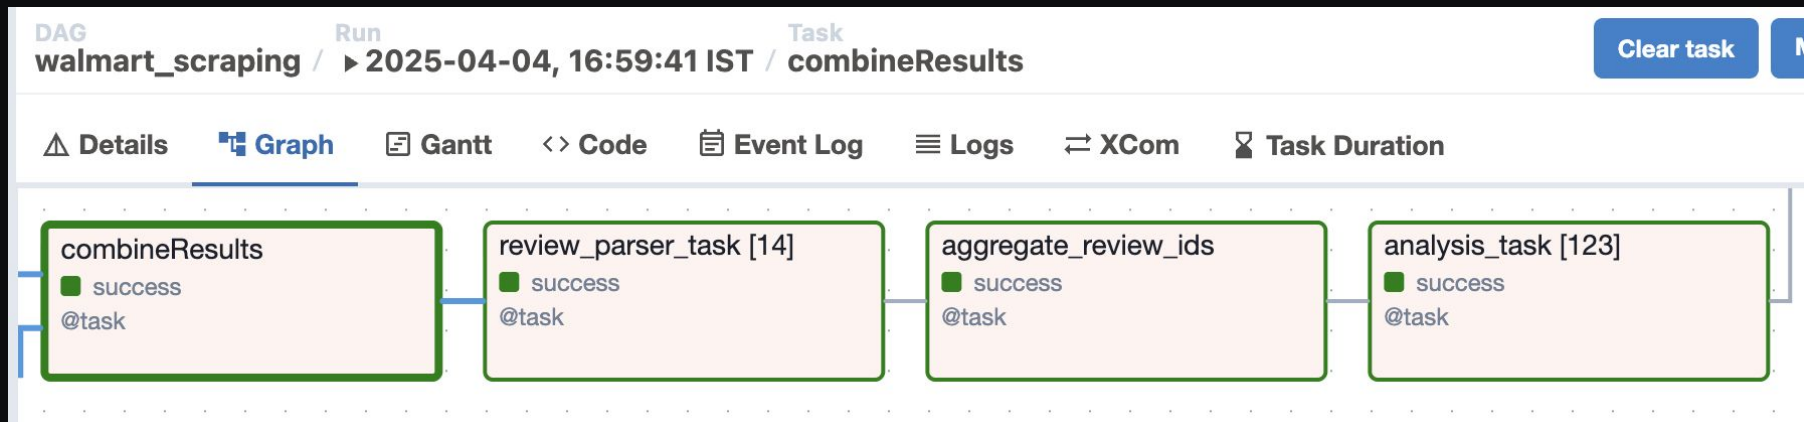 DAG
walmart_scraping
Run
2025-04-04, 16:59:41 IST
Task
combineResults
/
/
Clear task
Details
Graph
Gantt
Code
Event Log
Logs
XCom
Task Duration
combineResults
success
@task
review_parser_task [14]
success
@task
aggregate_review_ids
success
@task
analysis_task [123]
success
@task